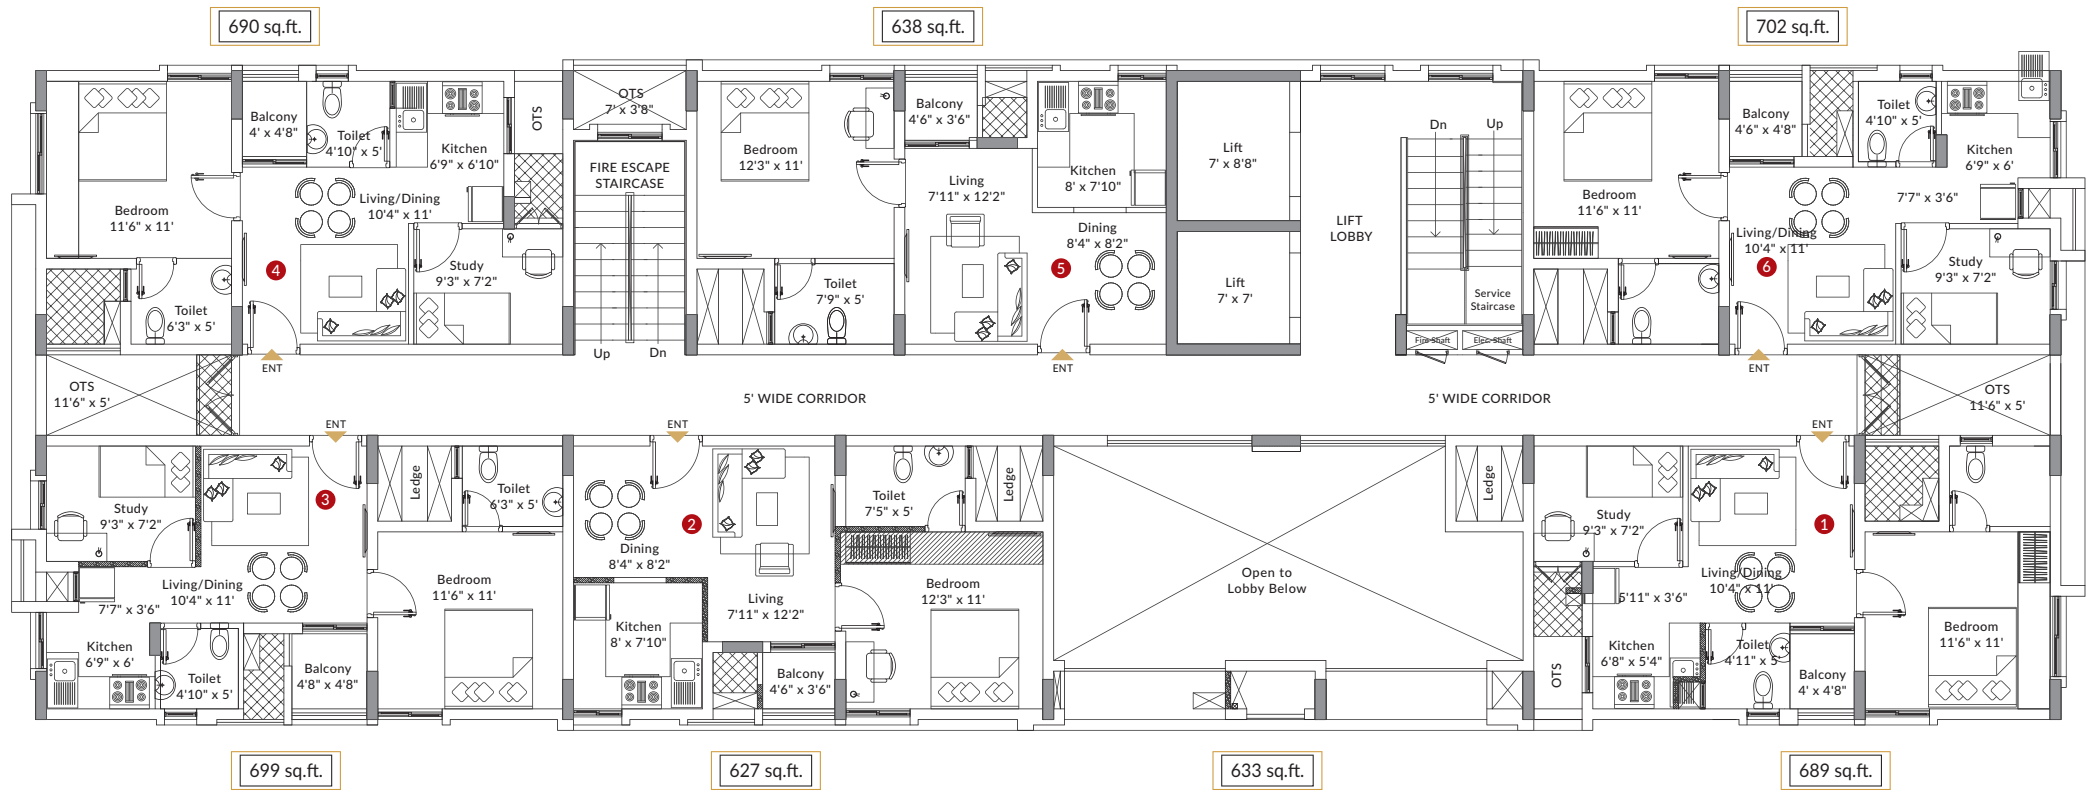 690 sq.ft.
638 sq.ft.
702 sq.ft.
Balcony
4' x 4'8"
Toilet
4'10" x 5'
Kitchen
6'9" x 6'10"
OTS
Bedroom
11'6" x 11'
Living/Dining
10'4" x 11'
4
Study
9'3" x 7'2"
Toilet
6'3" x 5'
ENT
OTS
7' x 3'8"
FIRE ESCAPE
STAIRCASE
Up
Dn
Bedroom
12'3" x 11'
Balcony
4'6" x 3'6"
Living
7'11" x 12'2"
Kitchen
8' x 7'10"
Dining
8'4" x 8'2"
5
Toilet
7'9" x 5'
ENT
Lift
7' x 8'8"
Lift
7' x 7'
LIFT
LOBBY
Dn
Up
Service
Staircase
Fire Shaft
Elec. Shaft
Bedroom
11'6" x 11'
Balcony
4'6" x 4'8"
Toilet
4'10" x 5'
Kitchen
6'9" x 6'
7'7" x 3'6"
Living/Dining
10'4" x 11'
6
Study
9'3" x 7'2"
ENT
OTS
11'6" x 5'
5' WIDE CORRIDOR
5' WIDE CORRIDOR
OTS
11'6" x 5'
ENT
Study
9'3" x 7'2"
3
Living/Dining
10'4" x 11'
7'7" x 3'6"
Kitchen
6'9" x 6'
Toilet
4'10" x 5'
Balcony
4'8" x 4'8"
Ledge
Toilet
6'3" x 5'
Bedroom
11'6" x 11'
ENT
2
Dining
8'4" x 8'2"
Living
7'11" x 12'2"
Kitchen
8' x 7'10"
Balcony
4'6" x 3'6"
Toilet
7'5" x 5'
Ledge
Bedroom
12'3" x 11'
Open to
Lobby Below
Ledge
ENT
Study
9'3" x 7'2"
1
Living/Dining
10'4" x 11'
5'11" x 3'6"
OTS
Kitchen
6'8" x 5'4"
Toilet
4'11" x 5'
Balcony
4' x 4'8"
Bedroom
11'6" x 11'
699 sq.ft.
627 sq.ft.
633 sq.ft.
689 sq.ft.